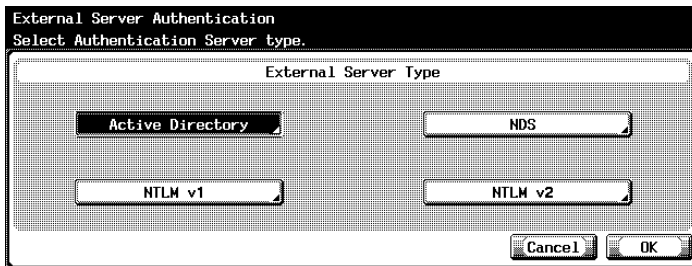 External Server Authentication
Select Authentication Server type.
External Server Type
Active Directory
NDS
NTLM v1
NTLM v2
Cancel
OK